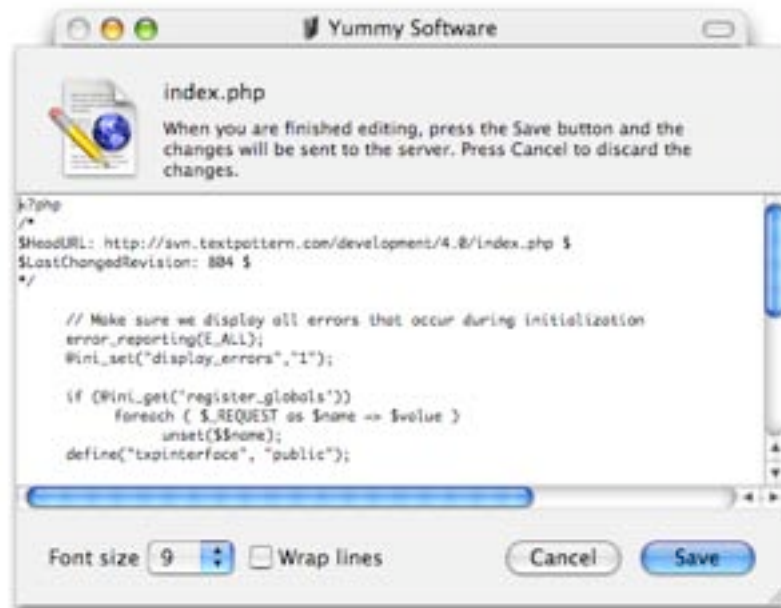 Yummy Software
index.php
When you are finished editing, press the Save button and the
changes will be sent to the server. Press Cancel to discard the
changes.
<?php
/*
$HeadURL: http://svn.textpattern.com/development/4.0/index.php $
$LastChangedRevision: 804 $
*/
// Make sure we display all errors that occur during initialization
error_reporting(E_ALL);
@ini_set("display_errors","1");
if (@ini_get('register_globals'))
foreach ( $_REQUEST as $name => $value )
unset($$name);
define("txpinterface", "public");
Font size 9 Wrap lines Cancel Save